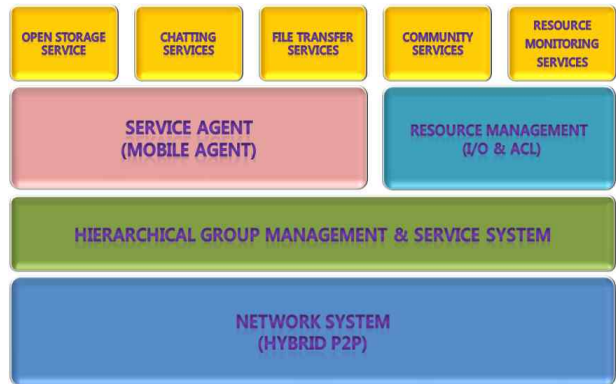 OPEN STORAGE
SERVICE
CHATTING
SERVICES
FILE TRANSFER
SERVICES
COMMUNITY
SERVICES
RESOURCE
MONITORING
SERVICES
SERVICE AGENT
(MOBILE AGENT)
RESOURCE MANAGEMENT
(I/O & ACL)
HIERARCHICAL GROUP MANAGEMENT & SERVICE SYSTEM
NETWORK SYSTEM
(HYBRID P2P)